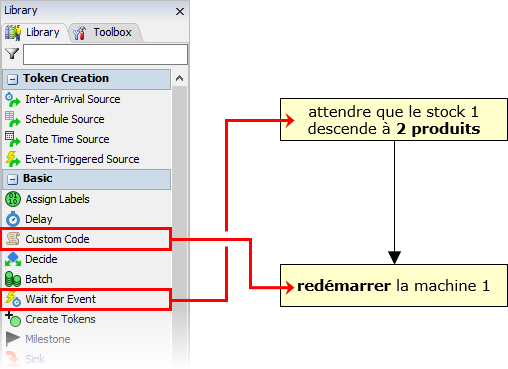 Library
Library Toolbox
Token Creation
Inter-Arrival Source
Schedule Source
Date Time Source
Event-Triggered Source
Basic
Assign Labels
Delay
Custom Code
Decide
Batch
Wait for Event
Create Tokens
Milestone
Sink
attendre que le stock 1
descende à 2 produits
redémarrer la machine 1